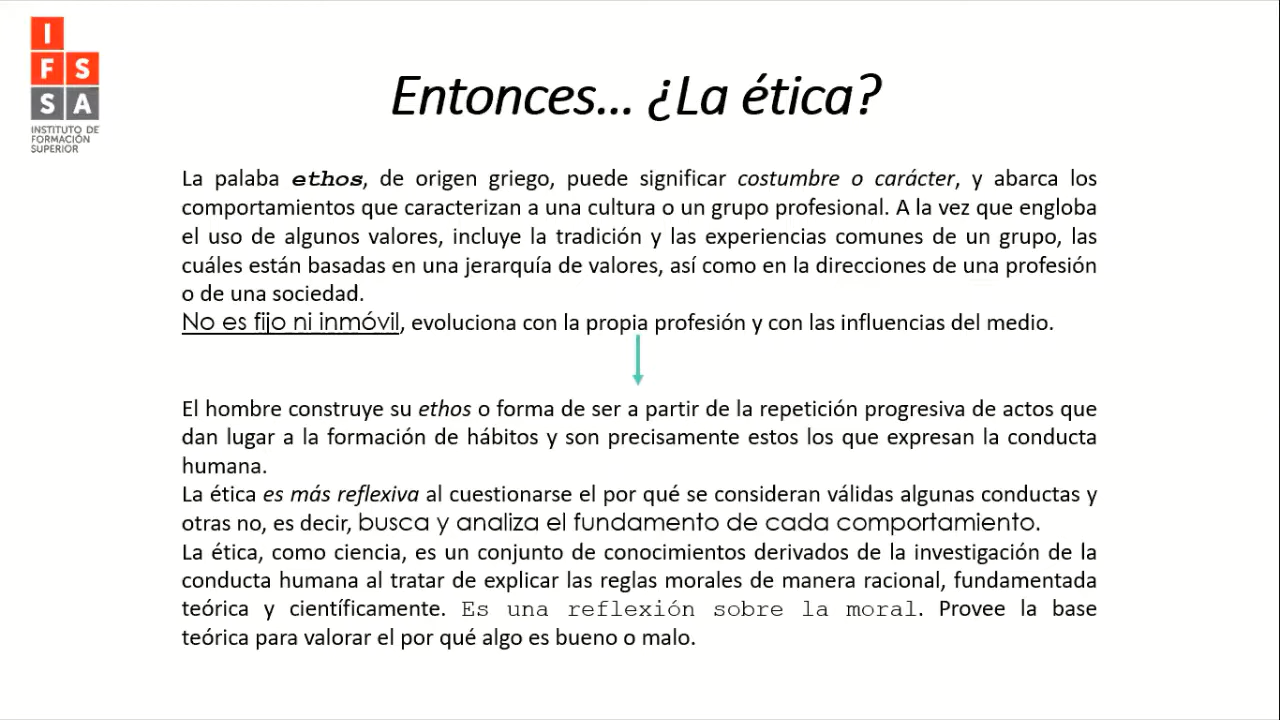 I
F S
S A
INSTITUTO DE
FORMACIÓN
SUPERIOR
Entonces... ¿La ética?
La palaba ethos, de origen griego, puede significar costumbre o carácter, y abarca los
comportamientos que caracterizan a una cultura o un grupo profesional. A la vez que engloba
el uso de algunos valores, incluye la tradición y las experiencias comunes de un grupo, las
cuáles están basadas en una jerarquía de valores, así como en la direcciones de una profesión
o de una sociedad.
No es fijo ni inmóvil, evoluciona con la propia profesión y con las influencias del medio.
El hombre construye su ethos o forma de ser a partir de la repetición progresiva de actos que
dan lugar a la formación de hábitos y son precisamente estos los que expresan la conducta
humana.
La ética es más reflexiva al cuestionarse el por qué se consideran válidas algunas conductas y
otras no, es decir, busca y analiza el fundamento de cada comportamiento.
La ética, como ciencia, es un conjunto de conocimientos derivados de la investigación de la
conducta humana al tratar de explicar las reglas morales de manera racional, fundamentada
teórica y científicamente. Es una reflexión sobre la moral. Provee la base
teórica para valorar el por qué algo es bueno o malo.